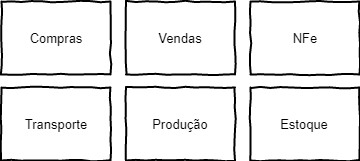 Compras
Vendas
NFe
Transporte
Produção
Estoque